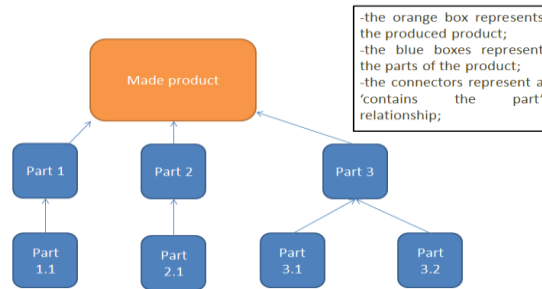 -the orange box represents
the produced product;
-the blue boxes represent
the parts of the product;
-the connectors represent a
‘contains the part’
relationship;
Made product
Part 1
Part 2
Part 3
Part
1.1
Part
2.1
Part
3.1
Part
3.2